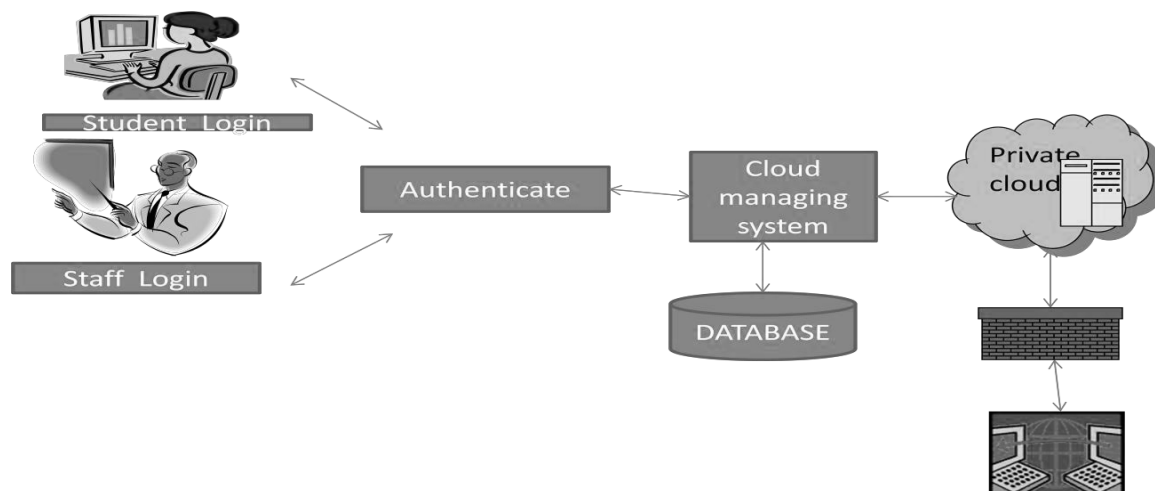 Student Login
Staff Login
Authenticate
Cloud
managing
system
DATABASE
Private
cloud